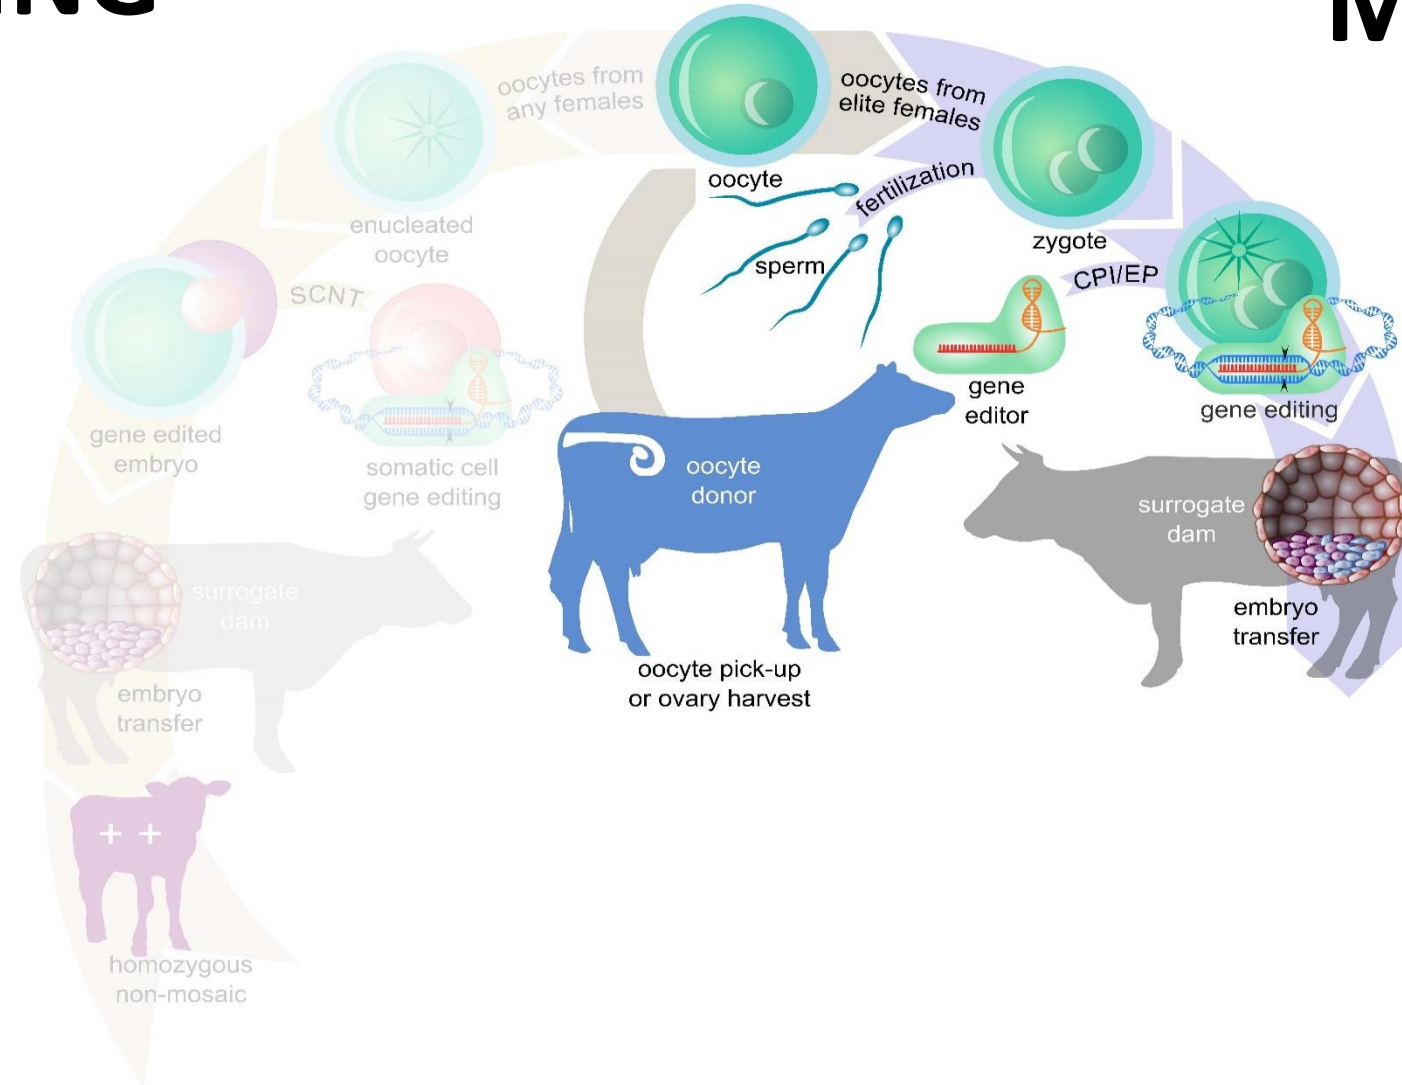 oocytes from
any females
oocytes from
elite females
oocyte
fertilization
sperm
zygote
enucleated
oocyte
SCNT
CPI/EP
gene
editor
gene editing
gene edited
embryo
somatic cell
gene editing
oocyte
donor
surrogate
dam
surrogate
dam
embryo
transfer
oocyte pick-up
or ovary harvest
embryo
transfer
+ +
homozygous
non-mosaic